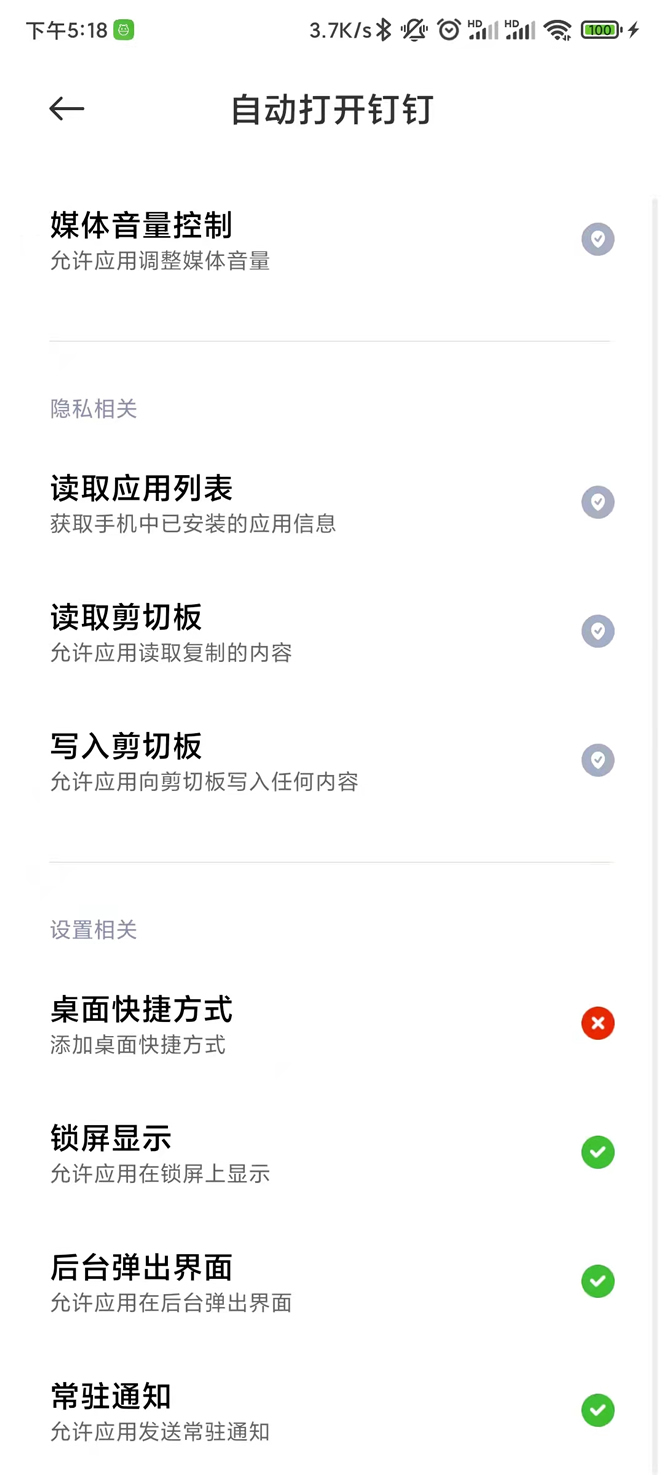 下午5:18
3.7K/s HD HD 100
自动打开钉钉
媒体音量控制
允许应用调整媒体音量
隐私相关
读取应用列表
获取手机中已安装的应用信息
读取剪切板
允许应用读取复制的内容
写入剪切板
允许应用向剪切板写入任何内容
设置相关
桌面快捷方式
添加桌面快捷方式
锁屏显示
允许应用在锁屏上显示
后台弹出界面
允许应用在后台弹出界面
常驻通知
允许应用发送常驻通知